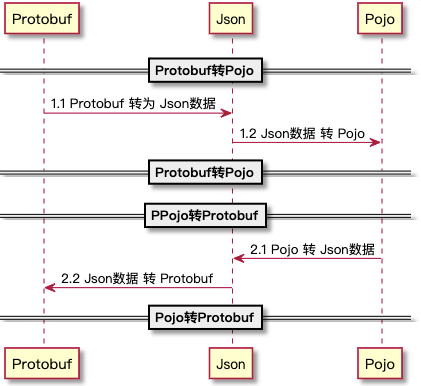 Protobuf Json Pojo
Protobuf转Pojo
1.1 Protobuf 转为 Json数据
1.2 Json数据 转 Pojo
Protobuf转Pojo
PPojo转Protobuf
2.1 Pojo 转 Json数据
2.2 Json数据 转 Protobuf
Pojo转Protobuf
Protobuf Json Pojo